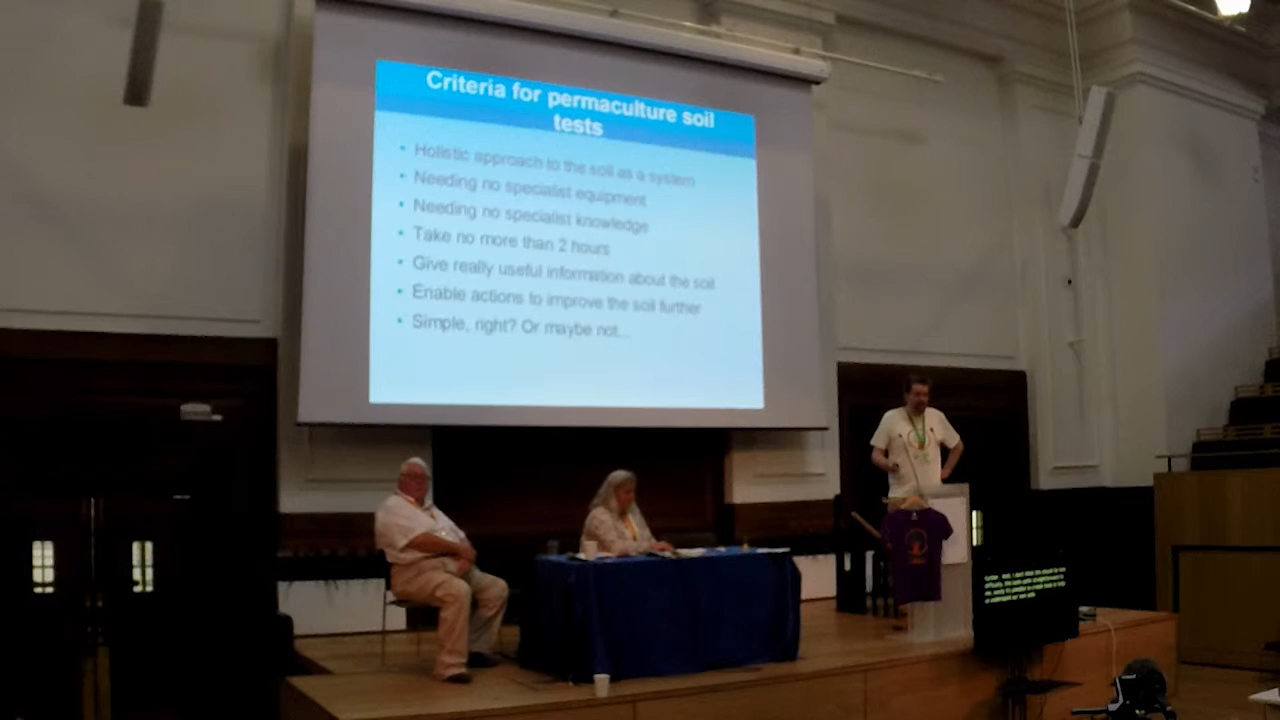 Criteria for permaculture soil
tests
• Holistic approach to the soil as a system
• Needing no specialist equipment
• Needing no specialist knowledge
• Take no more than 2 hours
• Give really useful information about the soil
• Enable actions to improve the soil further
• Simple, right? Or maybe not...